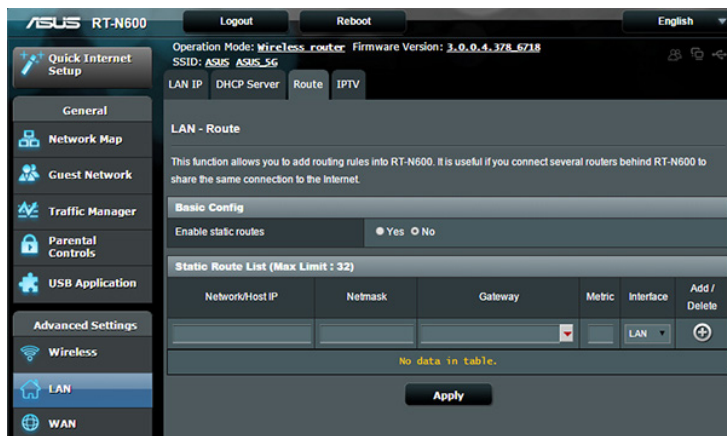 ASUS RT-N600 Logout Reboot English
Quick Internet Setup
Operation Mode: Wireless router Firmware Version: 3.0.0.4.378_6718
SSID: ASUS ASUS_5G
LAN IP DHCP Server Route IPTV
General
Network Map
Guest Network
Traffic Manager
Parental Controls
USB Application
Advanced Settings
Wireless
LAN
WAN
LAN - Route
This function allows you to add routing rules into RT-N600. It is useful if you connect several routers behind RT-N600 to
share the same connection to the Internet.
Basic Config
Enable static routes Yes No
Static Route List (Max Limit : 32)
Network/Host IP Netmask Gateway Metric Interface Add / Delete
LAN
No data in table.
Apply